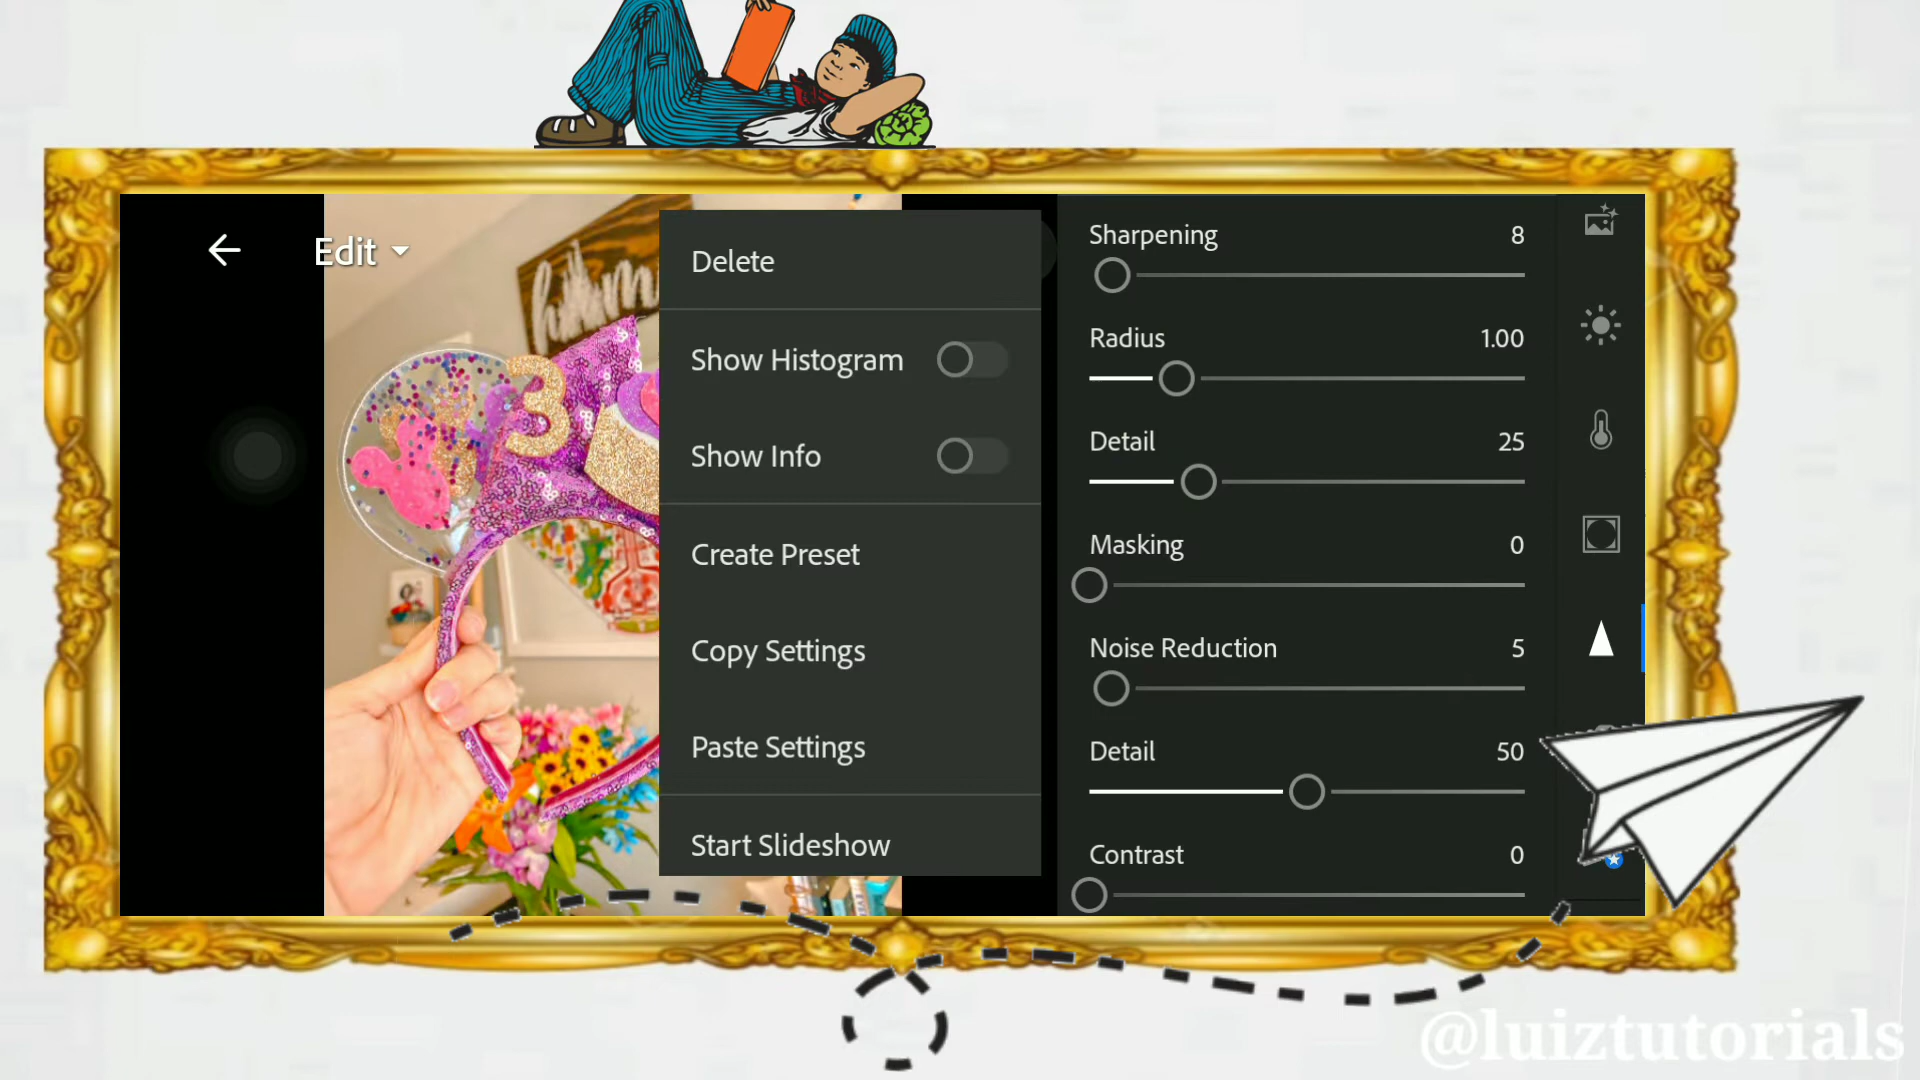 Edit
Delete
Show Histogram
Show Info
Create Preset
Copy Settings
Paste Settings
Start Slideshow
Sharpening 8
Radius 1.00
Detail 25
Masking 0
Noise Reduction 5
Detail 50
Contrast 0
3
@luiztutorials